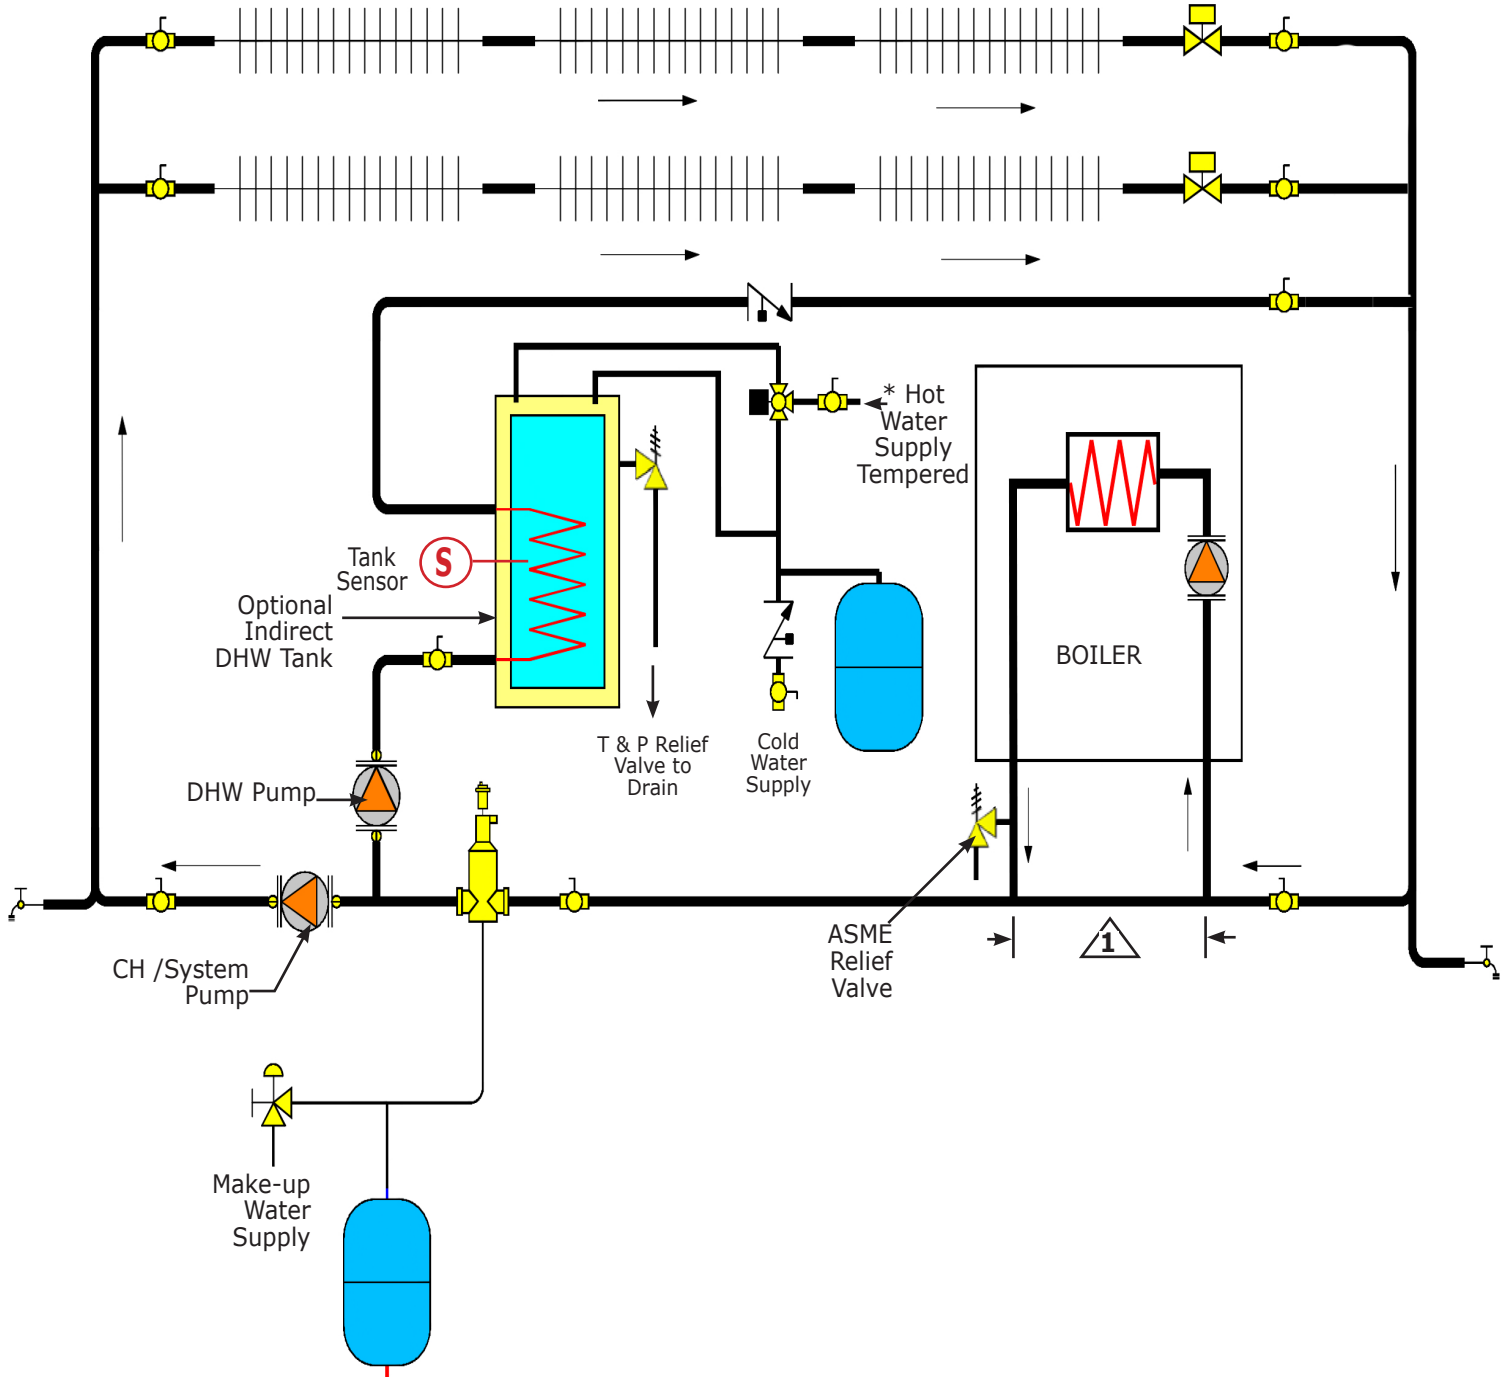 * Hot
Water
Supply
Tempered
Tank
Sensor
S
Optional
Indirect
DHW Tank
BOILER
T & P Relief
Valve to
Drain
Cold
Water
Supply
DHW Pump
CH /System
Pump
ASME
Relief
Valve
1
Make-up
Water
Supply